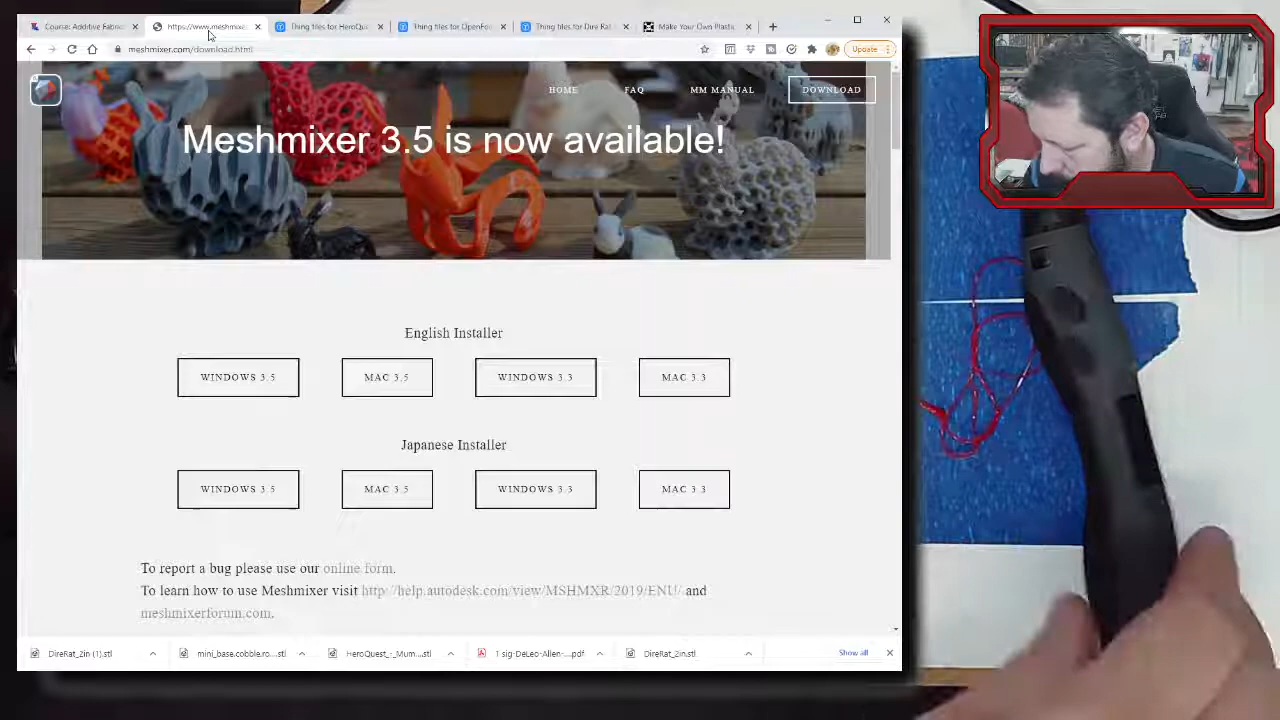 Course: Additive Fabric
https://www.meshmixe
Thing files for HeroQue
Thing files for OpenFo
Thing files for Dire Rat
Make Your Own Plastic
meshmixer.com/download.html
Update
HOME
FAQ
MM MANUAL
DOWNLOAD
Meshmixer 3.5 is now available!
English Installer
WINDOWS 3.5
MAC 3.5
WINDOWS 3.3
MAC 3.3
Japanese Installer
WINDOWS 3.5
MAC 3.5
WINDOWS 3.3
MAC 3.3
To report a bug please use our online form.
To learn how to use Meshmixer visit http://help.autodesk.com/view/MSHMXR/2019/ENU/ and
meshmixerforum.com.
DireRat_2in (1).stl
mini_base.cobble.ro....stl
HeroQuest_-_Mum....stl
1 sig-DeLeo-Allen-....pdf
DireRat_2in.stl
Show all